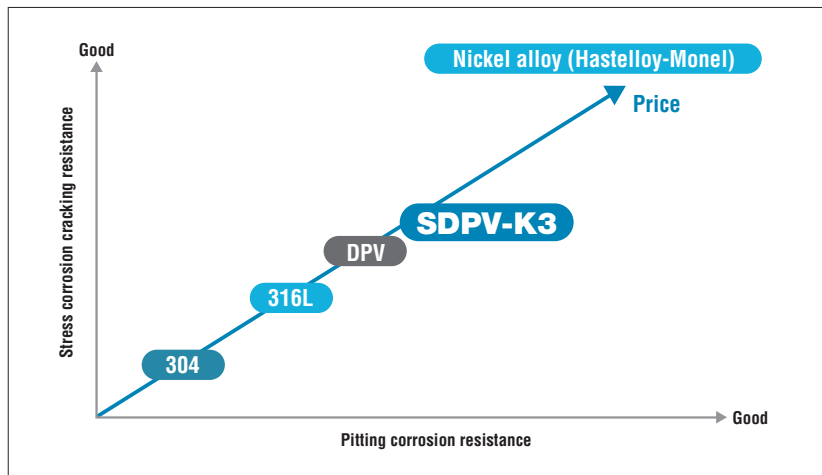 Good
Nickel alloy (Hastelloy-Monel)
Price
Stress corrosion cracking resistance
SDPV-K3
DPV
316L
304
Good
Pitting corrosion resistance